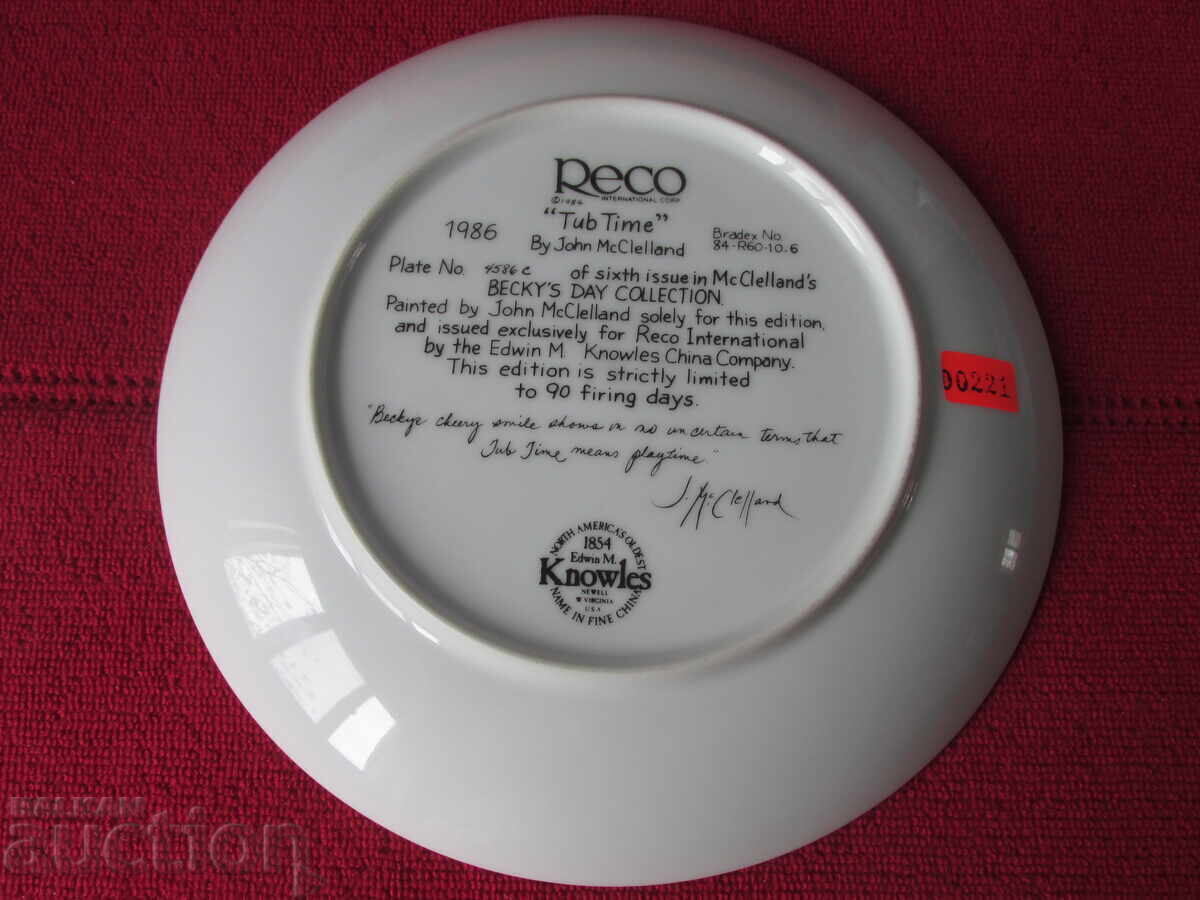 Reco
©1986 INTERNATIONAL CORP.
"Tub Time"
1986
By John McClelland
Bradex No.
84-R60-10.6
Plate No. 4586 C of sixth issue in McClelland's
BECKY'S DAY COLLECTION.
Painted by John McClelland solely for this edition,
and issued exclusively for Reco International
by the Edwin M. Knowles China Company.
This edition is strictly limited
to 90 firing days.
"Becky's cheery smile shows in no uncertain terms that
Tub Time means playtime."
J. McClelland
NORTH AMERICA'S OLDEST
1854
Edwin M.
Knowles
NEWELL
W VIRGINIA
U S A
NAME IN FINE CHINA
00221
BALKAN
auction